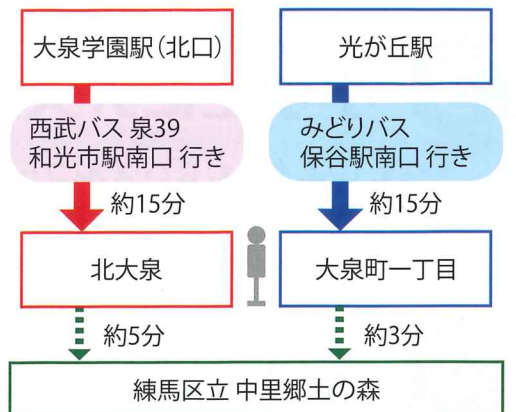 大泉学園駅（北口）
光が丘駅
西武バス 泉39
和光市駅南口 行き
みどりバス
保谷駅南口 行き
約15分
約15分
北大泉
大泉町一丁目
約5分
約3分
練馬区立 中里郷土の森